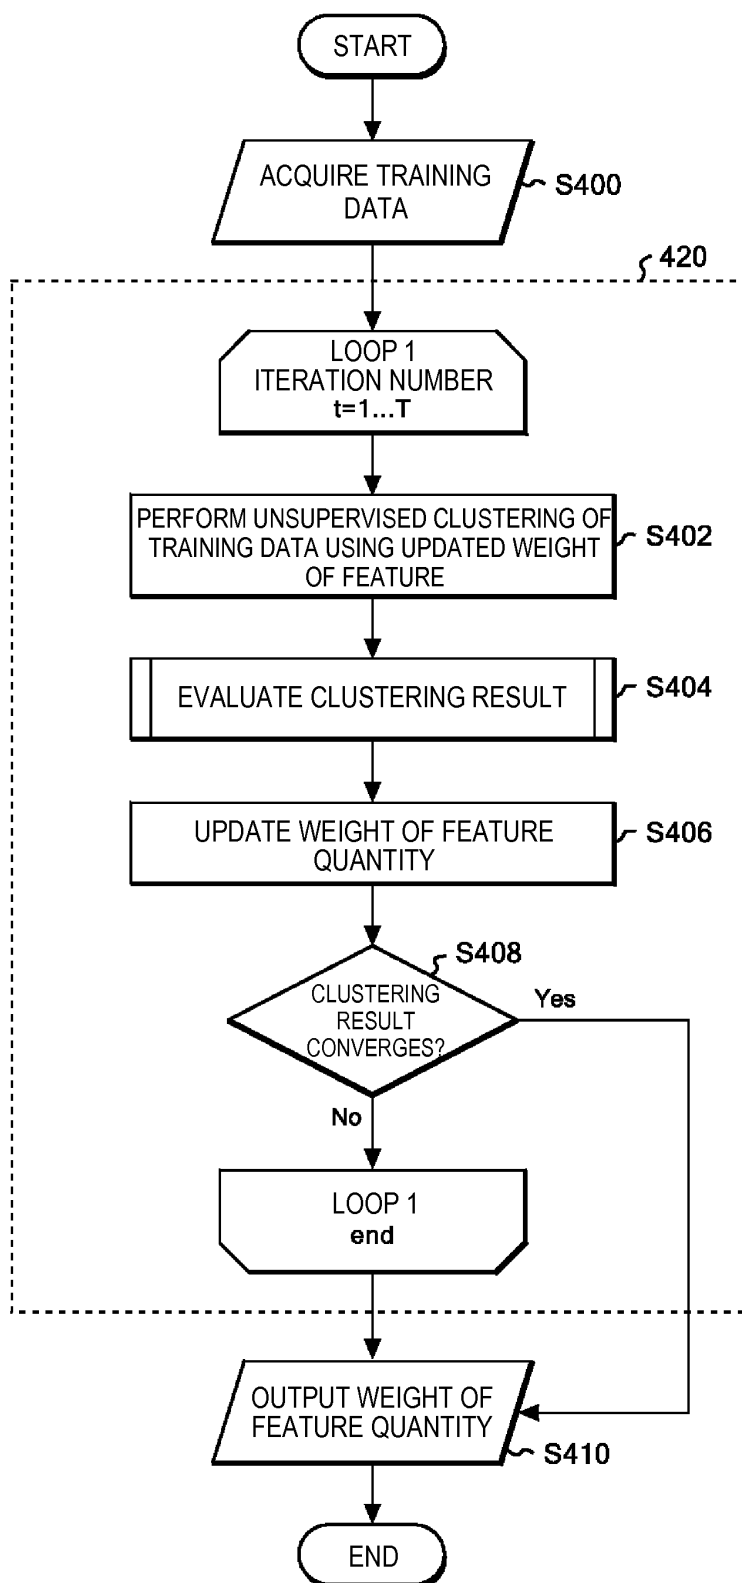 START
ACQUIRE TRAINING
DATA
S400
420
LOOP 1
ITERATION NUMBER
t=1...T
PERFORM UNSUPERVISED CLUSTERING OF
TRAINING DATA USING UPDATED WEIGHT
OF FEATURE
S402
EVALUATE CLUSTERING RESULT
S404
UPDATE WEIGHT OF FEATURE
QUANTITY
S406
S408
CLUSTERING
RESULT
CONVERGES?
Yes
No
LOOP 1
end
OUTPUT WEIGHT OF
FEATURE QUANTITY
S410
END